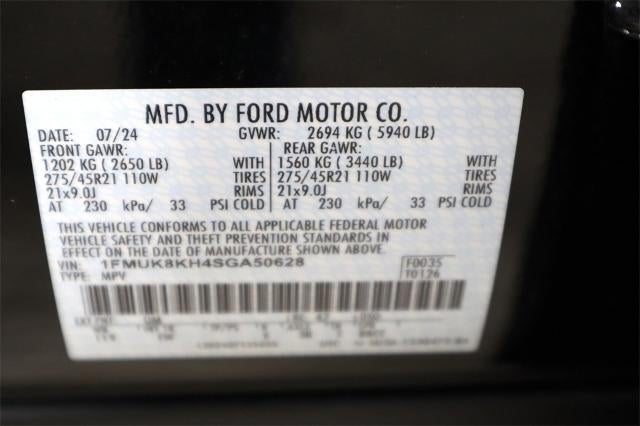 MFD. BY FORD MOTOR CO.
DATE: 07/24 GVWR: 2694 KG ( 5940 LB)
FRONT GAWR: REAR GAWR:
1202 KG ( 2650 LB) WITH 1560 KG ( 3440 LB) WITH
275/45R21 110W TIRES 275/45R21 110W TIRES
21x9.0J RIMS 21x9.0J RIMS
AT 230 kPa/ 33 PSI COLD AT 230 kPa/ 33 PSI COLD
THIS VEHICLE CONFORMS TO ALL APPLICABLE FEDERAL MOTOR
VEHICLE SAFETY AND THEFT PREVENTION STANDARDS IN
EFFECT ON THE DATE OF MANUFACTURE SHOWN ABOVE.
VIN: 1FMUK8KH4SGA50628 F0035
TYPE: MPV T0126